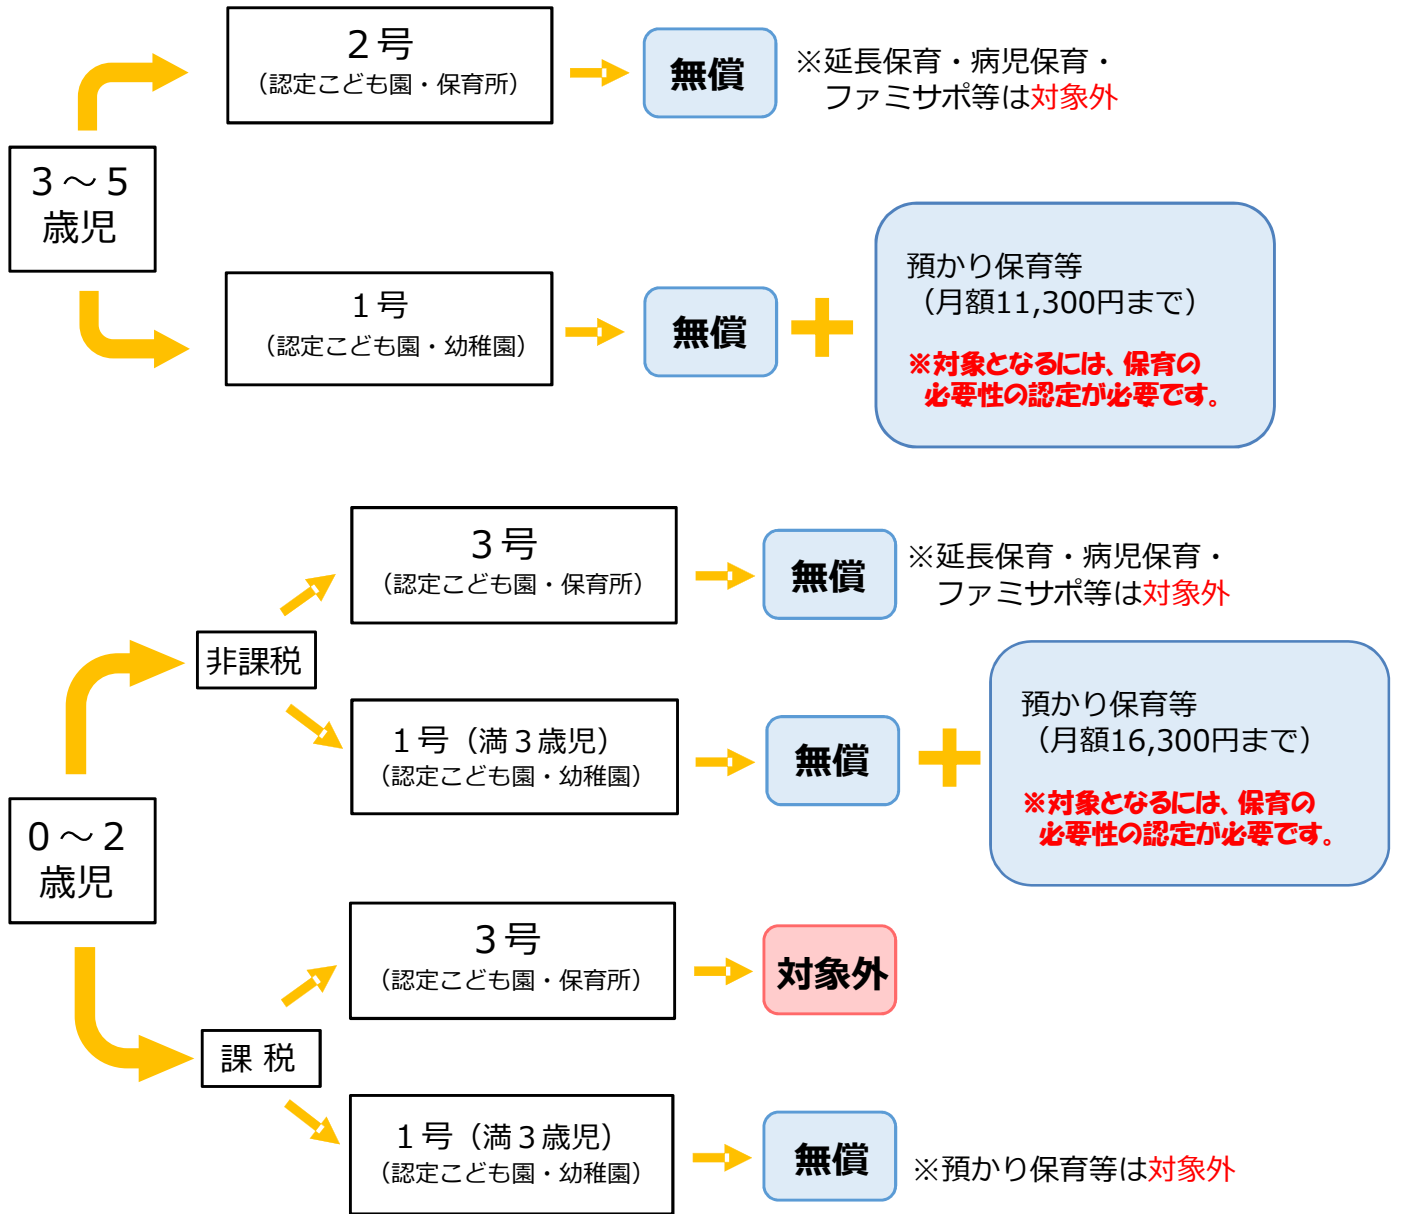 ２号
（認定こども園・保育所）
無償
※延長保育・病児保育・
ファミサポ等は対象外
３～５
歳児
１号
（認定こども園・幼稚園）
無償
預かり保育等
（月額11,300円まで）
※対象となるには、保育の
必要性の認定が必要です。
３号
（認定こども園・保育所）
無償
※延長保育・病児保育・
ファミサポ等は対象外
非課税
１号（満３歳児）
（認定こども園・幼稚園）
無償
預かり保育等
（月額16,300円まで）
※対象となるには、保育の
必要性の認定が必要です。
０～２
歳児
３号
（認定こども園・保育所）
対象外
課 税
１号（満３歳児）
（認定こども園・幼稚園）
無償
※預かり保育等は対象外